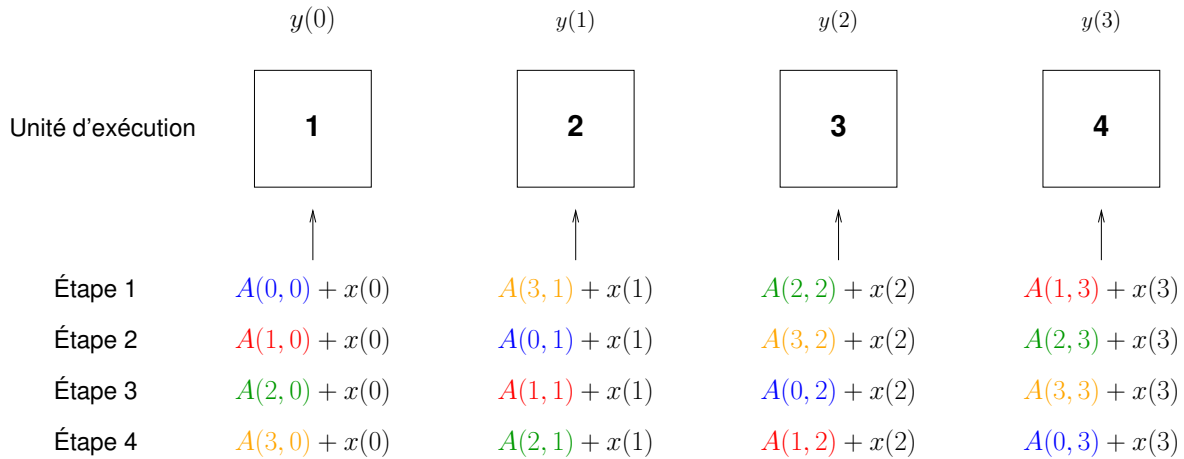 y(0) y(1) y(2) y(3)
Unité d'exécution 1 2 3 4
Étape 1 A(0, 0) + x(0) A(3, 1) + x(1) A(2, 2) + x(2) A(1, 3) + x(3)
Étape 2 A(1, 0) + x(0) A(0, 1) + x(1) A(3, 2) + x(2) A(2, 3) + x(3)
Étape 3 A(2, 0) + x(0) A(1, 1) + x(1) A(0, 2) + x(2) A(3, 3) + x(3)
Étape 4 A(3, 0) + x(0) A(2, 1) + x(1) A(1, 2) + x(2) A(0, 3) + x(3)